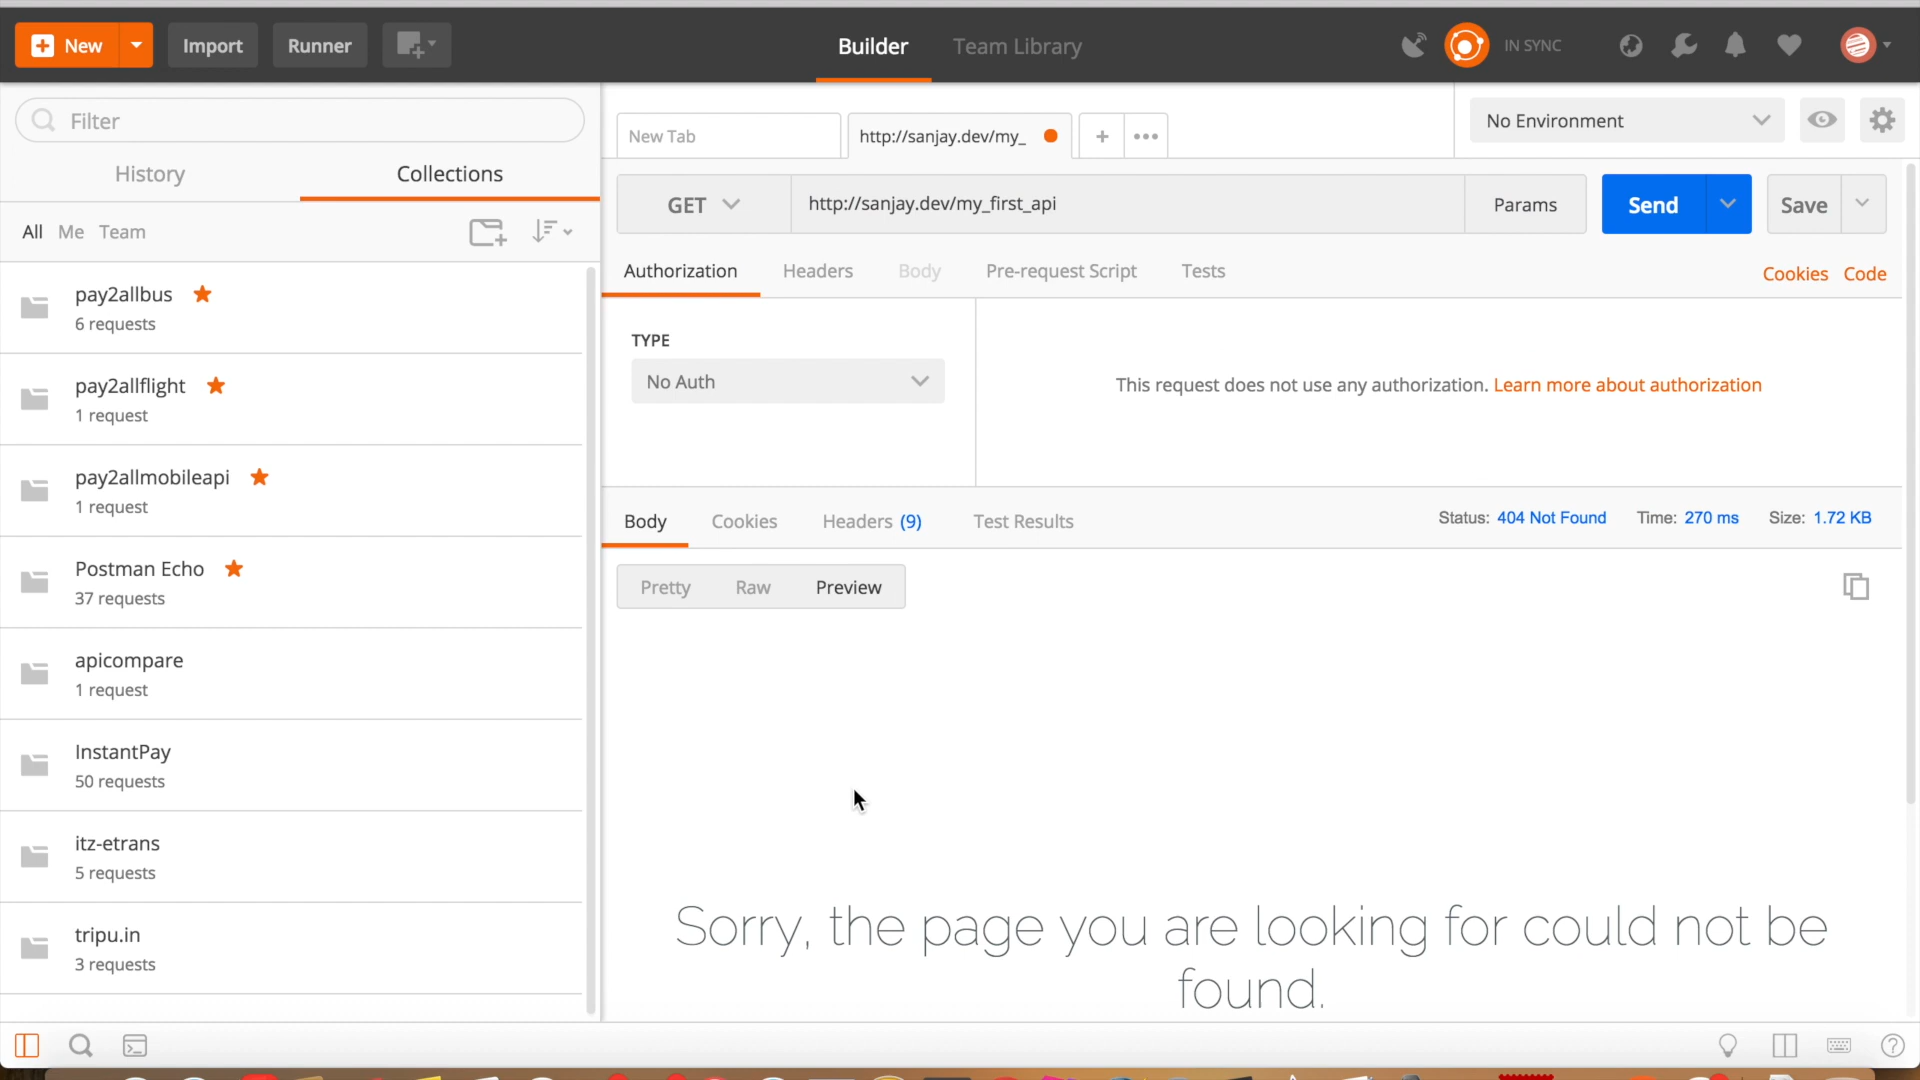 New
Import
Runner
Builder
Team Library
IN SYNC
Filter
History
Collections
All Me Team
pay2allbus
6 requests
pay2allflight
1 request
pay2allmobileapi
1 request
Postman Echo
37 requests
apicompare
1 request
InstantPay
50 requests
itz-etrans
5 requests
tripu.in
3 requests
New Tab
http://sanjay.dev/my_
No Environment
GET
http://sanjay.dev/my_first_api
Params
Send
Save
Authorization
Headers
Body
Pre-request Script
Tests
Cookies
Code
TYPE
No Auth
This request does not use any authorization. Learn more about authorization
Body
Cookies
Headers (9)
Test Results
Status: 404 Not Found
Time: 270 ms
Size: 1.72 KB
Pretty
Raw
Preview
Sorry, the page you are looking for could not be
found.